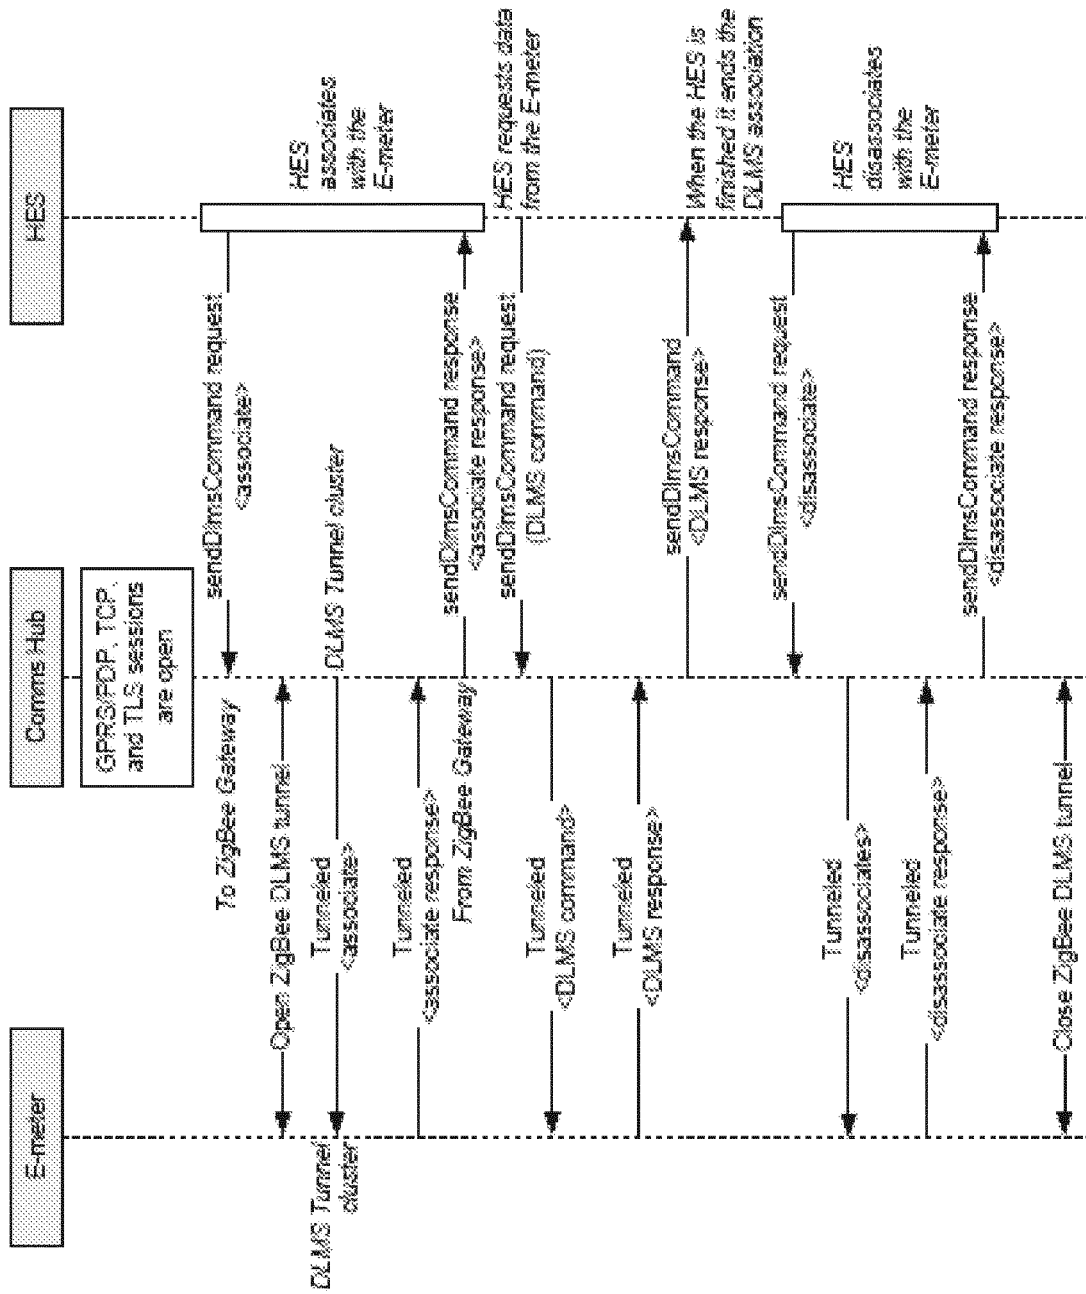 E-meter
Comms Hub
HES
GPRS/PDP, TCP,
and TLS sessions
are open
sendDlmsCommand request
<associate>
HES
associates
with the
E-meter
To ZigBee Gateway
Open ZigBee DLMS tunnel
DLMS Tunnel
cluster
Tunneled
<associate>
DLMS Tunnel cluster
Tunneled
<associate response>
From ZigBee Gateway
sendDlmsCommand response
<associate response>
HES requests data
from the E-meter
sendDlmsCommand request
(DLMS command)
Tunneled
<DLMS command>
Tunneled
<DLMS response>
sendDlmsCommand
<DLMS response>
When the HES is
finished it ends the
DLMS association
sendDlmsCommand request
<disassociate>
HES
disassociates
with the
E-meter
Tunneled
<disassociates>
Tunneled
<disassociate response>
sendDlmsCommand response
<disassociate response>
Close ZigBee DLMS tunnel